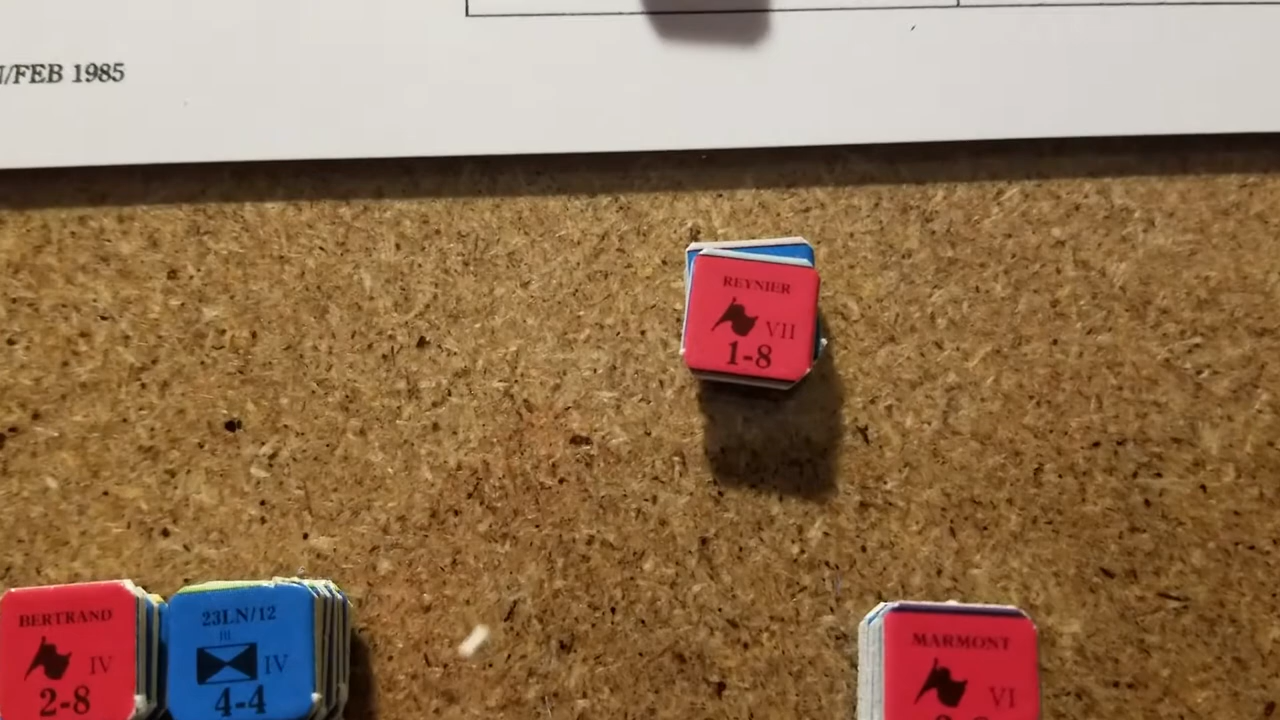 /FEB 1985
REYNIER
VII
1-8
BERTRAND
IV
2-8
23LN/12
III
IV
4-4
MARMONT
VI